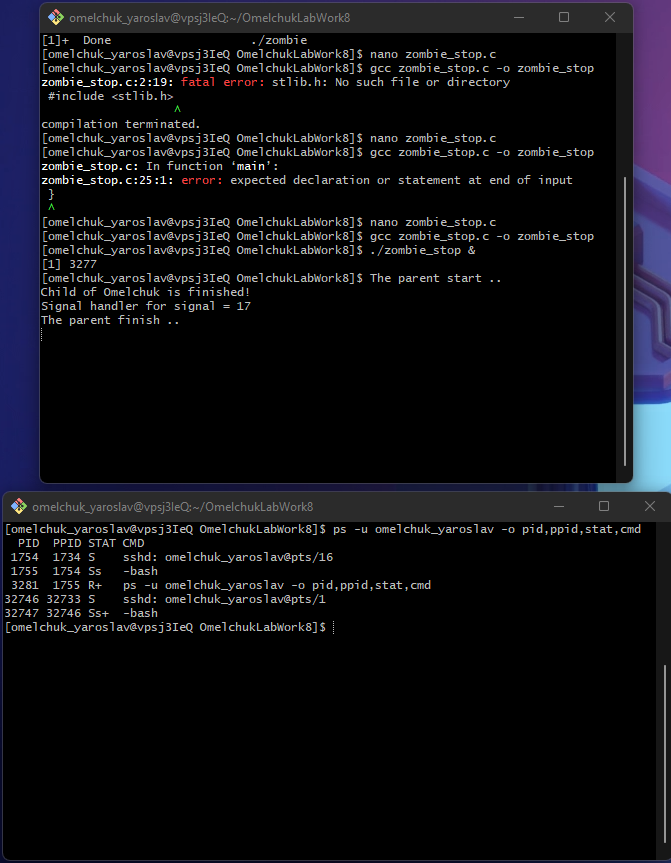 omelchuk_yaroslav@vpsj3IeQ:~/OmelchukLabWork8
[1]+  Done                    ./zombie
[omelchuk_yaroslav@vpsj3IeQ OmelchukLabWork8]$ nano zombie_stop.c
[omelchuk_yaroslav@vpsj3IeQ OmelchukLabWork8]$ gcc zombie_stop.c -o zombie_stop
zombie_stop.c:2:19: fatal error: stlib.h: No such file or directory
 #include <stlib.h>
                   ^
compilation terminated.
[omelchuk_yaroslav@vpsj3IeQ OmelchukLabWork8]$ nano zombie_stop.c
[omelchuk_yaroslav@vpsj3IeQ OmelchukLabWork8]$ gcc zombie_stop.c -o zombie_stop
zombie_stop.c: In function ‘main’:
zombie_stop.c:25:1: error: expected declaration or statement at end of input
 }
 ^
[omelchuk_yaroslav@vpsj3IeQ OmelchukLabWork8]$ nano zombie_stop.c
[omelchuk_yaroslav@vpsj3IeQ OmelchukLabWork8]$ gcc zombie_stop.c -o zombie_stop
[omelchuk_yaroslav@vpsj3IeQ OmelchukLabWork8]$ ./zombie_stop &
[1] 3277
[omelchuk_yaroslav@vpsj3IeQ OmelchukLabWork8]$ The parent start ..
Child of Omelchuk is finished!
Signal handler for signal = 17
The parent finish ..
omelchuk_yaroslav@vpsj3IeQ:~/OmelchukLabWork8
[omelchuk_yaroslav@vpsj3IeQ OmelchukLabWork8]$ ps -u omelchuk_yaroslav -o pid,ppid,stat,cmd
  PID  PPID STAT CMD
 1754  1734 S    sshd: omelchuk_yaroslav@pts/16
 1755  1754 Ss   -bash
 3281  1755 R+   ps -u omelchuk_yaroslav -o pid,ppid,stat,cmd
32746 32733 S    sshd: omelchuk_yaroslav@pts/1
32747 32746 Ss+  -bash
[omelchuk_yaroslav@vpsj3IeQ OmelchukLabWork8]$